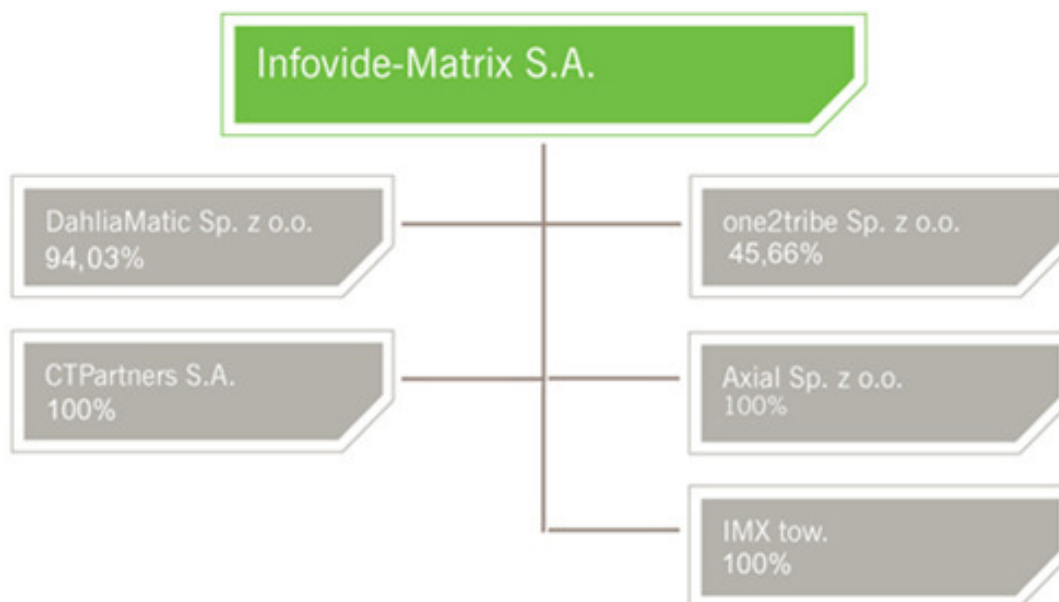 Infovide-Matrix S.A.
DahliaMatic Sp. z o.o.
94,03%
one2tribe Sp. z o.o.
45,66%
CTPartners S.A.
100%
Axial Sp. z o.o.
100%
IMX tow.
100%